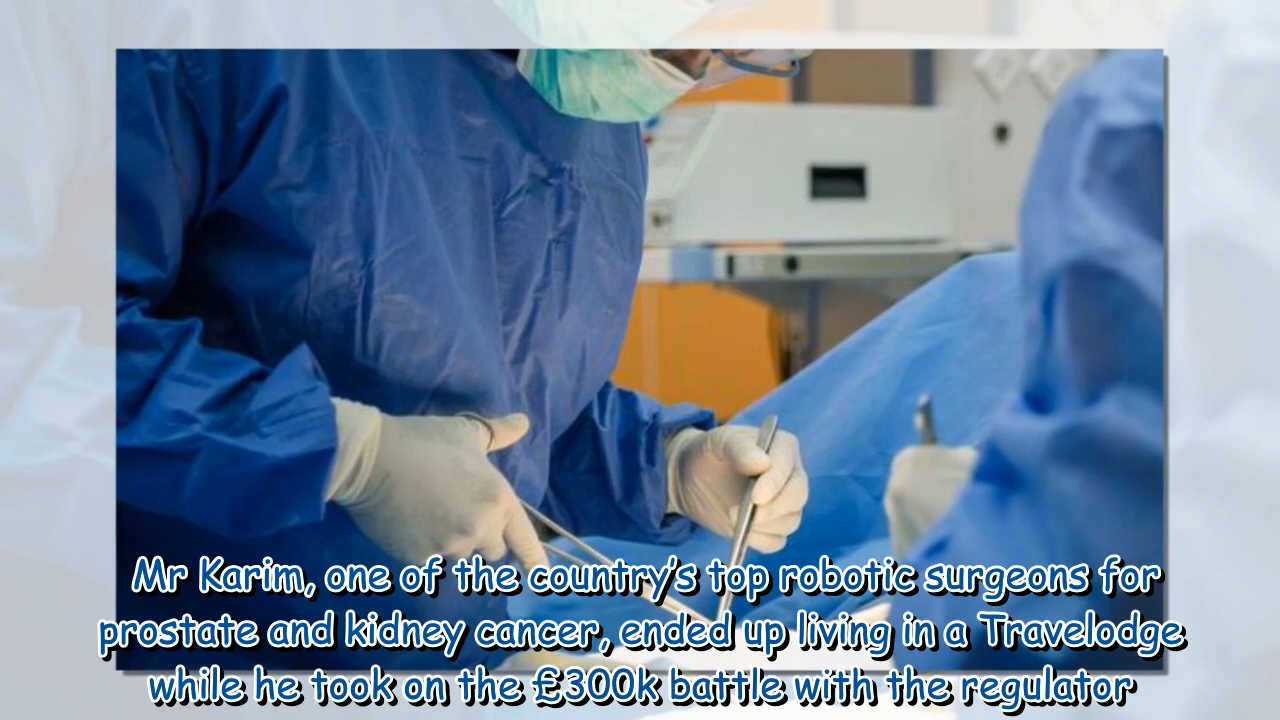 Mr Karim, one of the country's top robotic surgeons for
prostate and kidney cancer, ended up living in a Travelodge
while he took on the £300k battle with the regulator